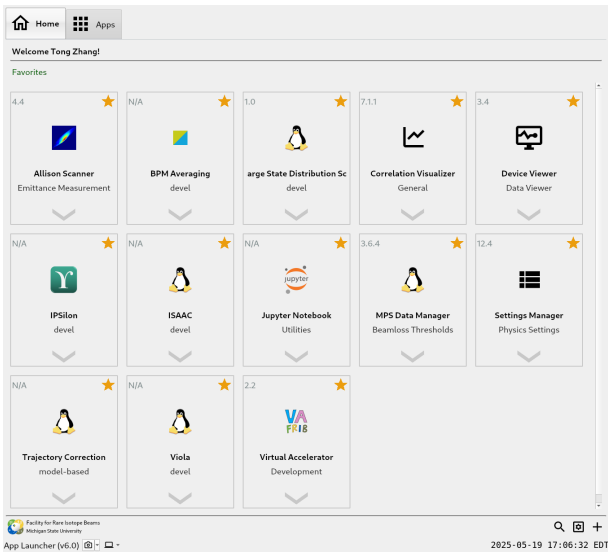 Home Apps
Welcome Tong Zhang!
Favorites
4.4 N/A 1.0 7.1.1 3.4
Allison Scanner BPM Averaging arge State Distribution Sc Correlation Visualizer Device Viewer
Emittance Measurement devel devel General Data Viewer
N/A N/A N/A 3.6.4 12.4
jupyter
IPSilon ISAAC Jupyter Notebook MPS Data Manager Settings Manager
devel devel Utilities Beamloss Thresholds Physics Settings
N/A N/A 2.2
VA
FRIB
Trajectory Correction Viola Virtual Accelerator
model-based devel Development
Facility for Rare Isotope Beams
Michigan State University
App Launcher (v6.0) 2025-05-19 17:06:32 EDT